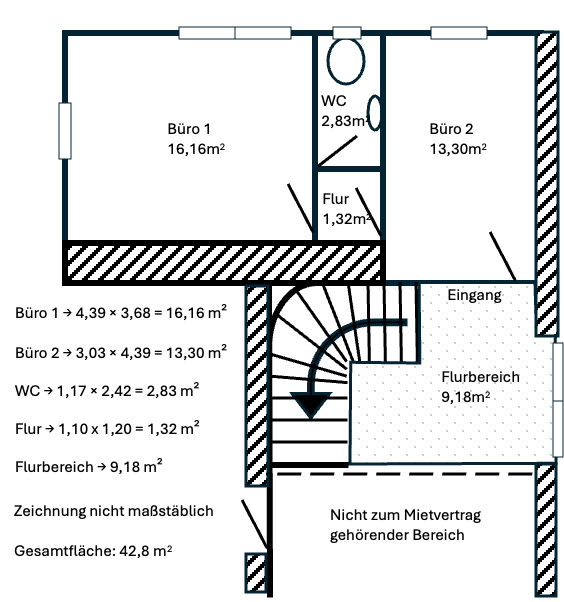 WC
2,83m²
Büro 1
16,16m²
Büro 2
13,30m²
Flur
1,32m²
Eingang
Büro 1 → 4,39 × 3,68 = 16,16 m²
Büro 2 → 3,03 × 4,39 = 13,30 m²
WC → 1,17 × 2,42 = 2,83 m²
Flur → 1,10 x 1,20 = 1,32 m²
Flurbereich → 9,18 m²
Zeichnung nicht maßstäblich
Gesamtfläche: 42,8 m²
Flurbereich
9,18m²
Nicht zum Mietvertrag
gehörender Bereich